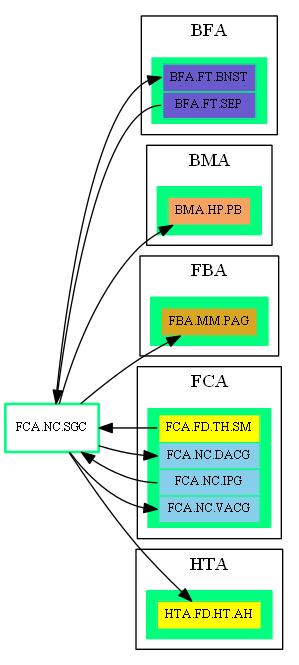 BFA
BFA.FT.BNST
BFA.FT.SEP
BMA
BMA.HP.PB
FBA
FBA.MM.PAG
FCA
FCA.NC.SGC
FCA.FD.TH.SM
FCA.NC.DACG
FCA.NC.IPG
FCA.NC.VACG
HTA
HTA.FD.HT.AH